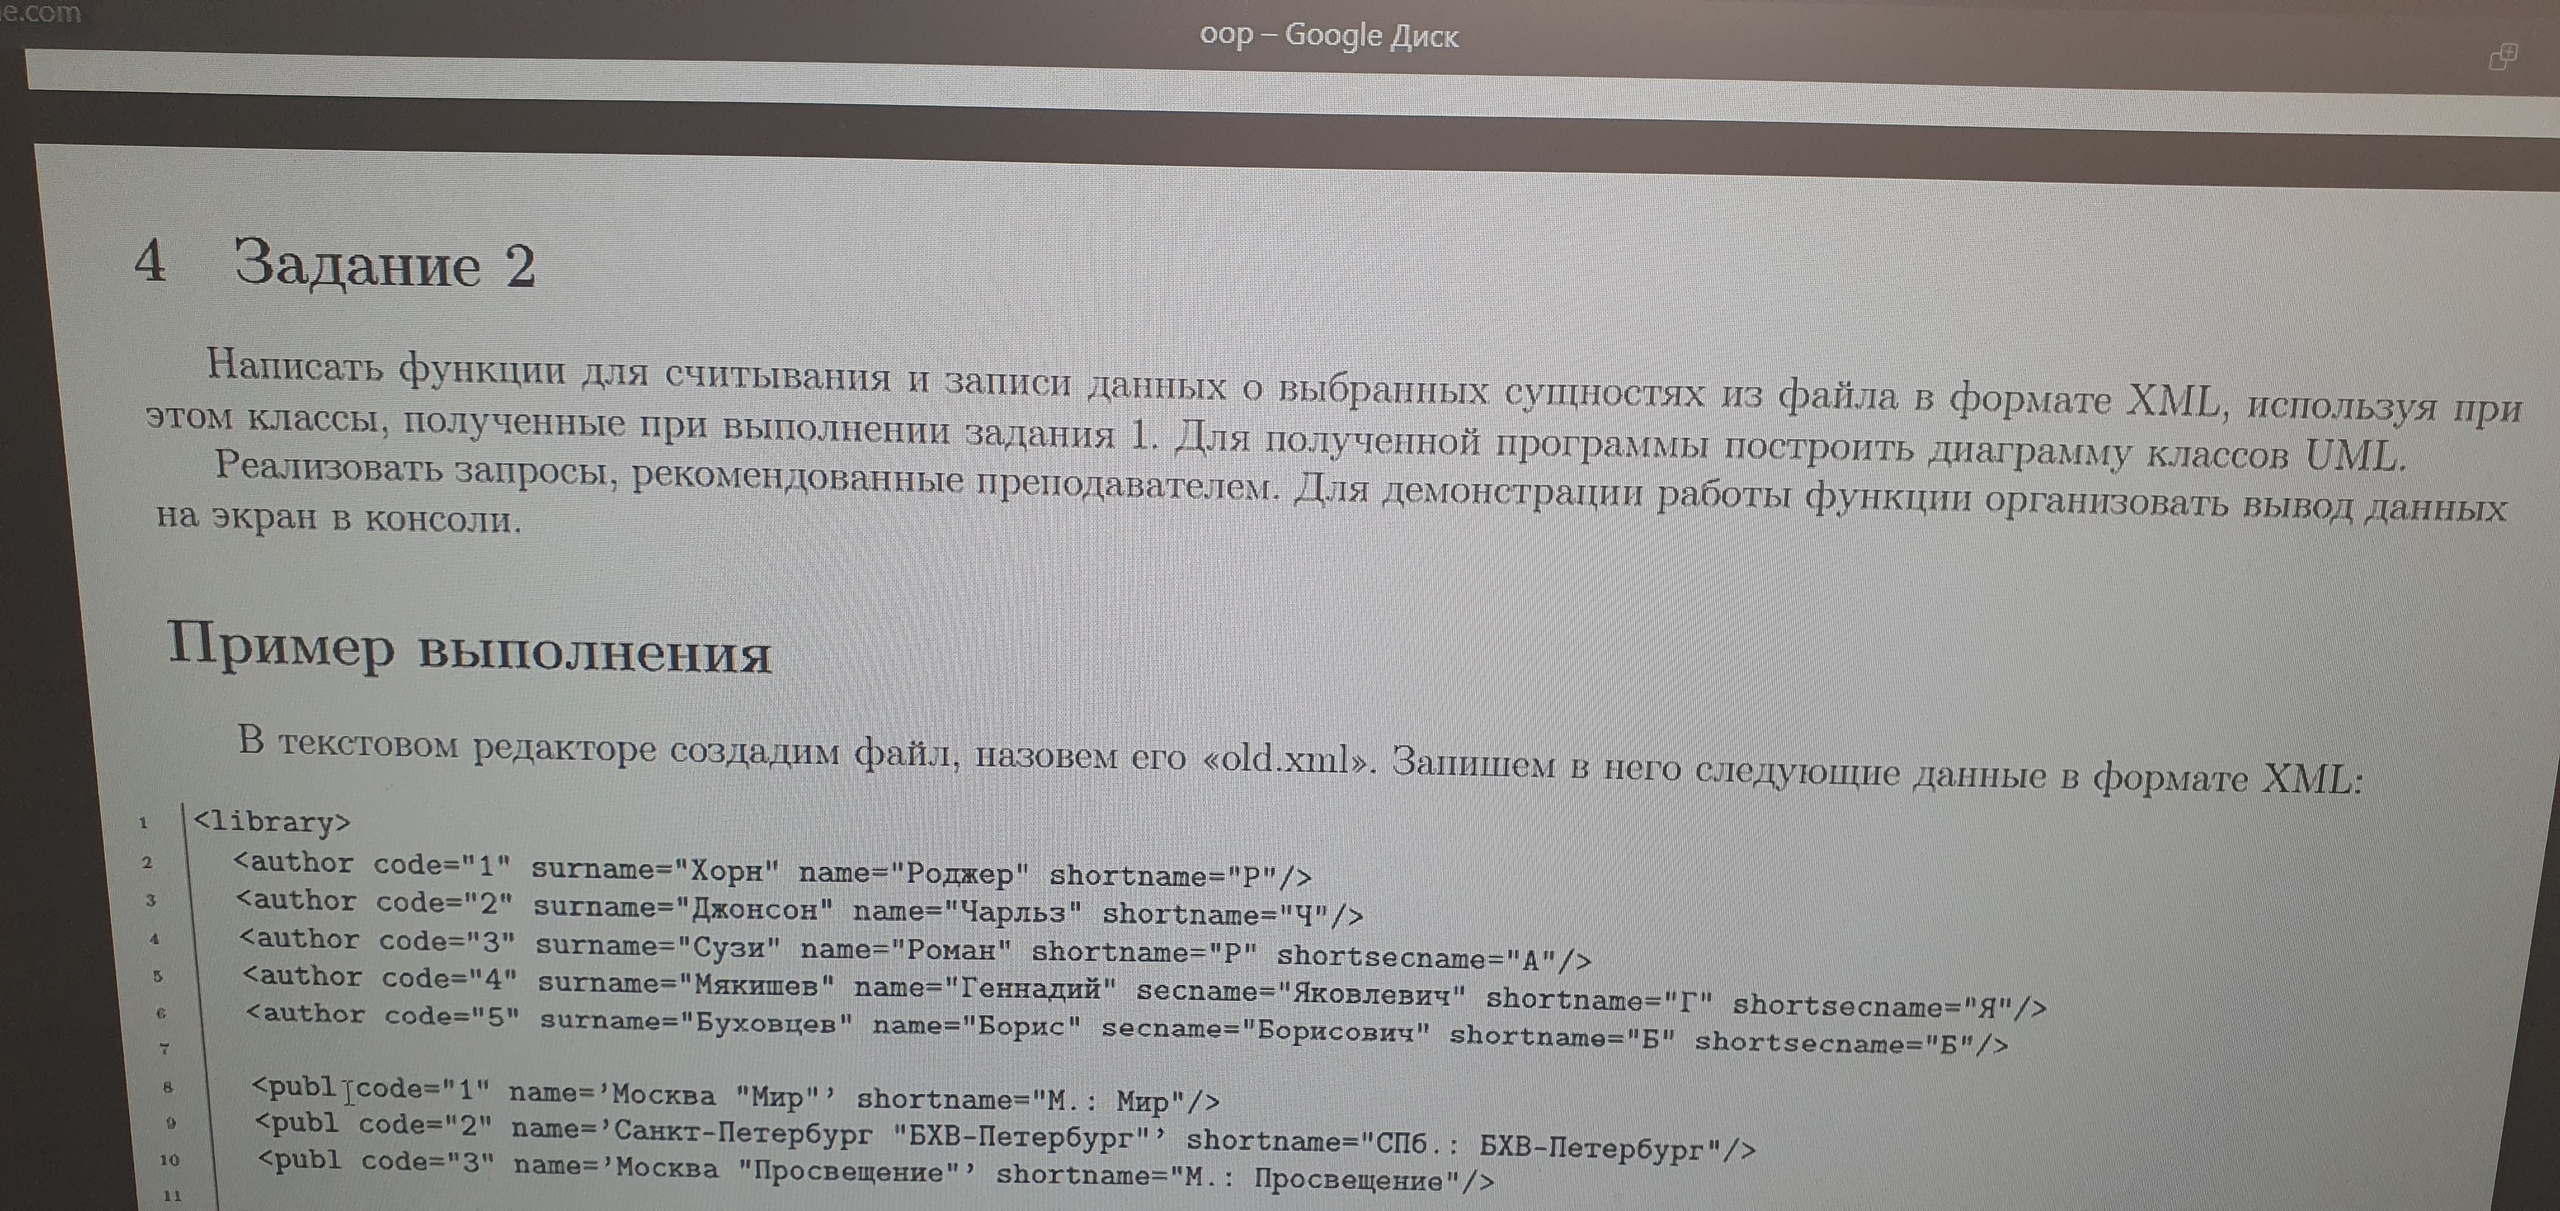 e.com
oop – Google Диск
4 Задание 2
Написать функции для считывания и записи данных о выбранных сущностях из файла в формате XML, используя при
этом классы, полученные при выполнении задания 1. Для полученной программы построить диаграмму классов UML.
Реализовать запросы, рекомендованные преподавателем. Для демонстрации работы функции организовать вывод данных
на экран в консоли.
Пример выполнения
В текстовом редакторе создадим файл, назовем его «old.xml». Запишем в него следующие данные в формате XML:
1 <library>
2 <author code="1" surname="Хорн" name="Роджер" shortname="Р"/>
3 <author code="2" surname="Джонсон" name="Чарльз" shortname="Ч"/>
4 <author code="3" surname="Сузи" name="Роман" shortname="Р" shortsecname="А"/>
5 <author code="4" surname="Мякишев" name="Геннадий" secname="Яковлевич" shortname="Г" shortsecname="Я"/>
6 <author code="5" surname="Буховцев" name="Борис" secname="Борисович" shortname="Б" shortsecname="Б"/>
7
8 <publ code="1" name=’Москва "Мир"’ shortname="М.: Мир"/>
9 <publ code="2" name=’Санкт-Петербург "БХВ-Петербург"’ shortname="СПб.: БХВ-Петербург"/>
10 <publ code="3" name=’Москва "Просвещение"’ shortname="М.: Просвещение"/>
11